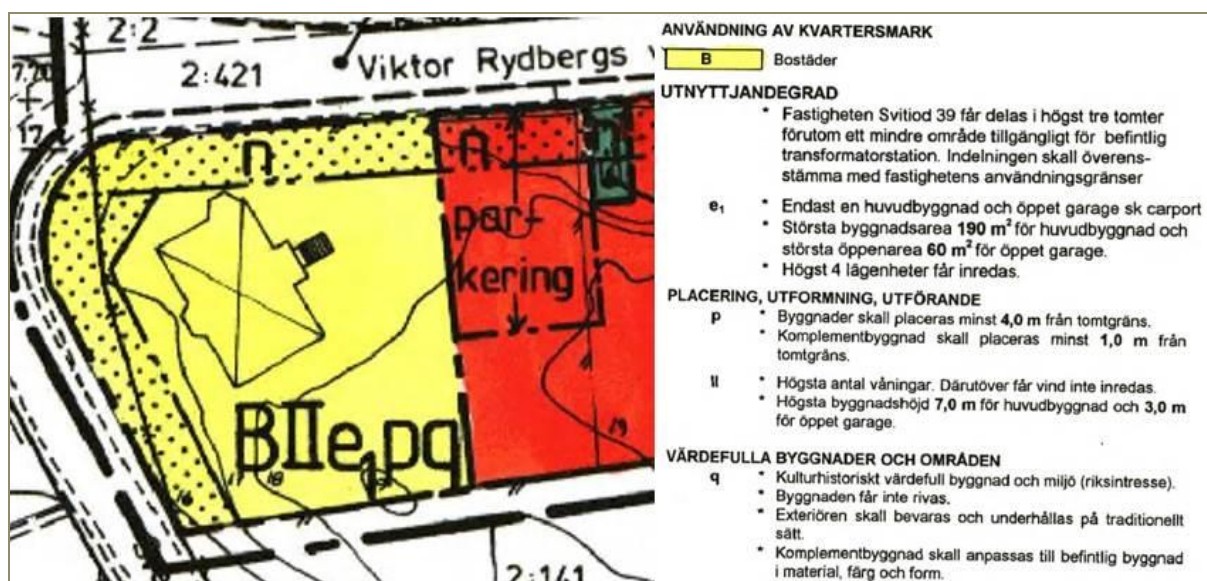 2:2
7.20
2:421
Viktor Rydbergs
17
n
n
par-
kering
BIIe₁pq
16
17
18
19
2:141
ANVÄNDNING AV KVARTERSMARK
B Bostäder
UTNYTTJANDEGRAD
* Fastigheten Svitiod 39 får delas i högst tre tomter
förutom ett mindre område tillgängligt för befintlig
transformatorstation. Indelningen skall överens-
stämma med fastighetens användningsgränser
e₁ * Endast en huvudbyggnad och öppet garage sk carport
* Största byggnadsarea 190 m² för huvudbyggnad och
största öppenarea 60 m² för öppet garage.
* Högst 4 lägenheter får inredas.
PLACERING, UTFORMNING, UTFÖRANDE
p * Byggnader skall placeras minst 4,0 m från tomtgräns.
* Komplementbyggnad skall placeras minst 1,0 m från
tomtgräns.
II * Högsta antal våningar. Därutöver får vind inte inredas.
* Högsta byggnadshöjd 7,0 m för huvudbyggnad och 3,0 m
för öppet garage.
VÄRDEFULLA BYGGNADER OCH OMRÅDEN
q * Kulturhistoriskt värdefull byggnad och miljö (riksintresse).
* Byggnaden får inte rivas.
* Exteriören skall bevaras och underhållas på traditionellt
sätt.
* Komplementbyggnad skall anpassas till befintlig byggnad
i material, färg och form.